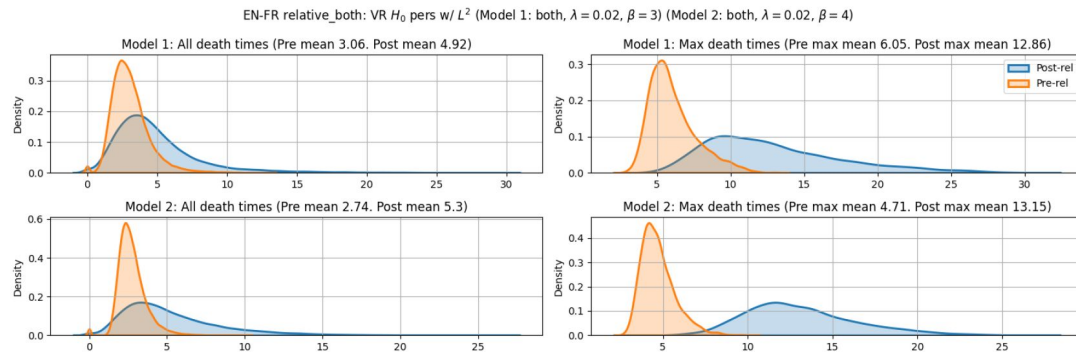 EN-FR relative_both: VR H₀ pers w/ L² (Model 1: both, λ = 0.02, β = 3) (Model 2: both, λ = 0.02, β = 4)
Model 1: All death times (Pre mean 3.06. Post mean 4.92)
Density
0.3
0.2
0.1
0.0
0 5 10 15 20 25 30
Model 1: Max death times (Pre max mean 6.05. Post max mean 12.86)
Post-rel
Pre-rel
Density
0.3
0.2
0.1
0.0
5 10 15 20 25 30
Model 2: All death times (Pre mean 2.74. Post mean 5.3)
Density
0.6
0.4
0.2
0.0
0 5 10 15 20 25
Model 2: Max death times (Pre max mean 4.71. Post max mean 13.15)
Density
0.4
0.2
0.0
5 10 15 20 25